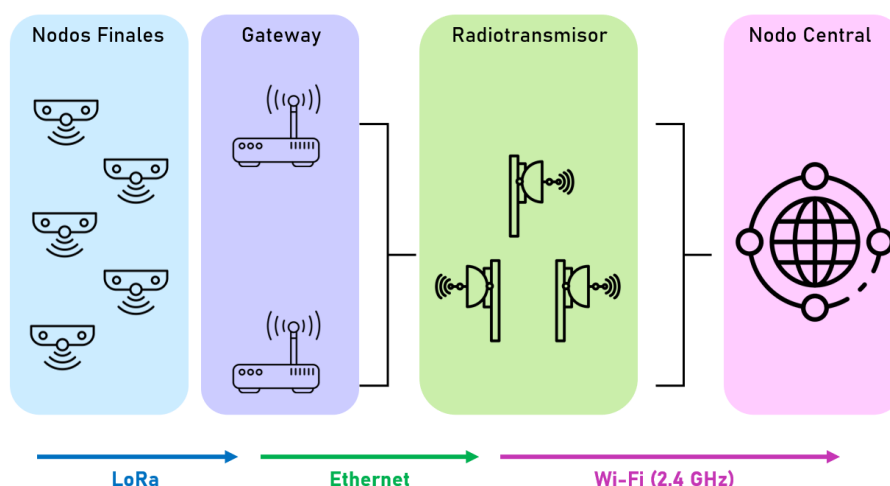 Nodos Finales
Gateway
Radiotransmisor
Nodo Central
LoRa
Ethernet
Wi-Fi (2.4 GHz)